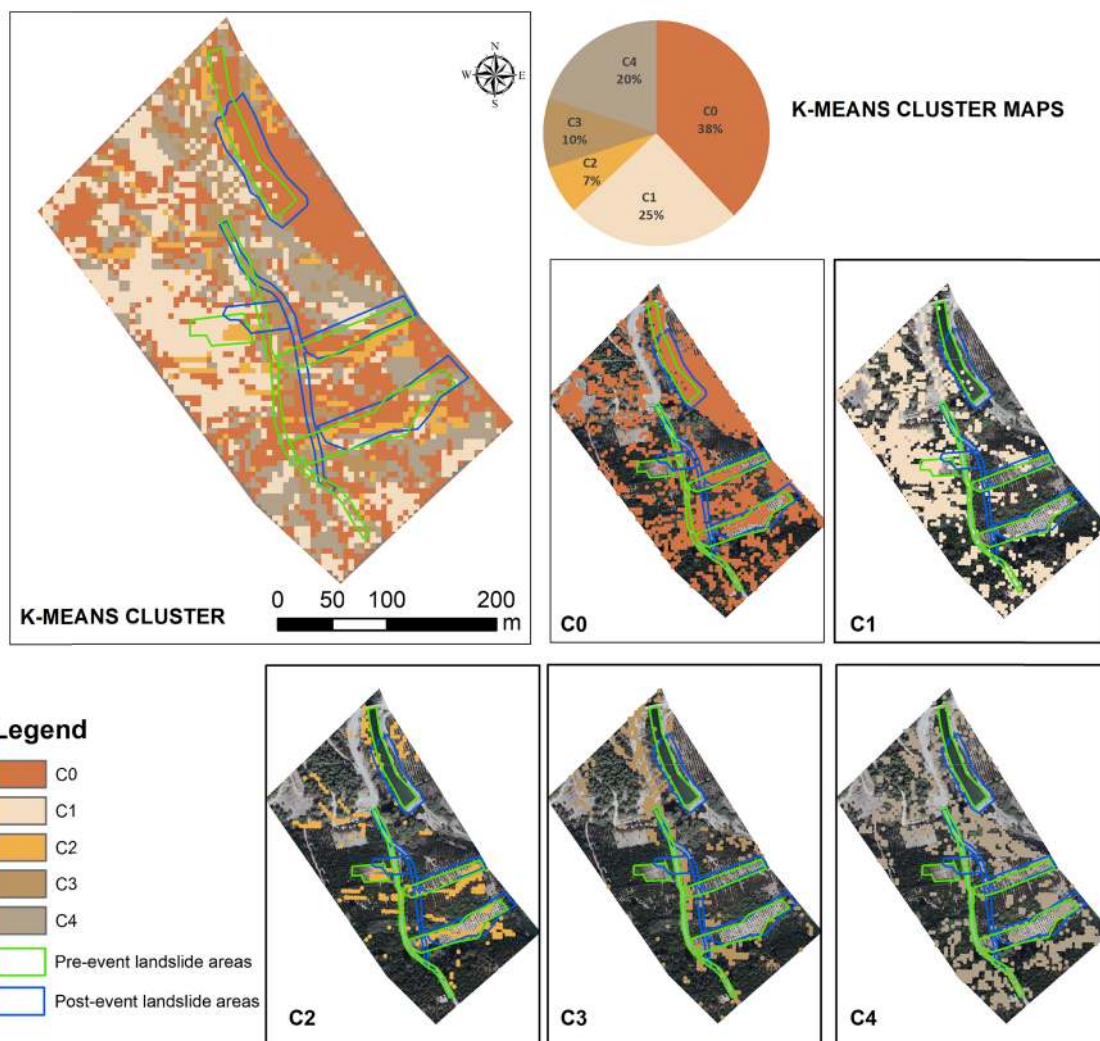 N
W E
S
C4
20%
C3
10%
C2
7%
C1
25%
C0
38%
K-MEANS CLUSTER MAPS
K-MEANS CLUSTER
0 50 100 200
m
C0
C1
Legend
C0
C1
C2
C3
C4
Pre-event landslide areas
Post-event landslide areas
C2
C3
C4